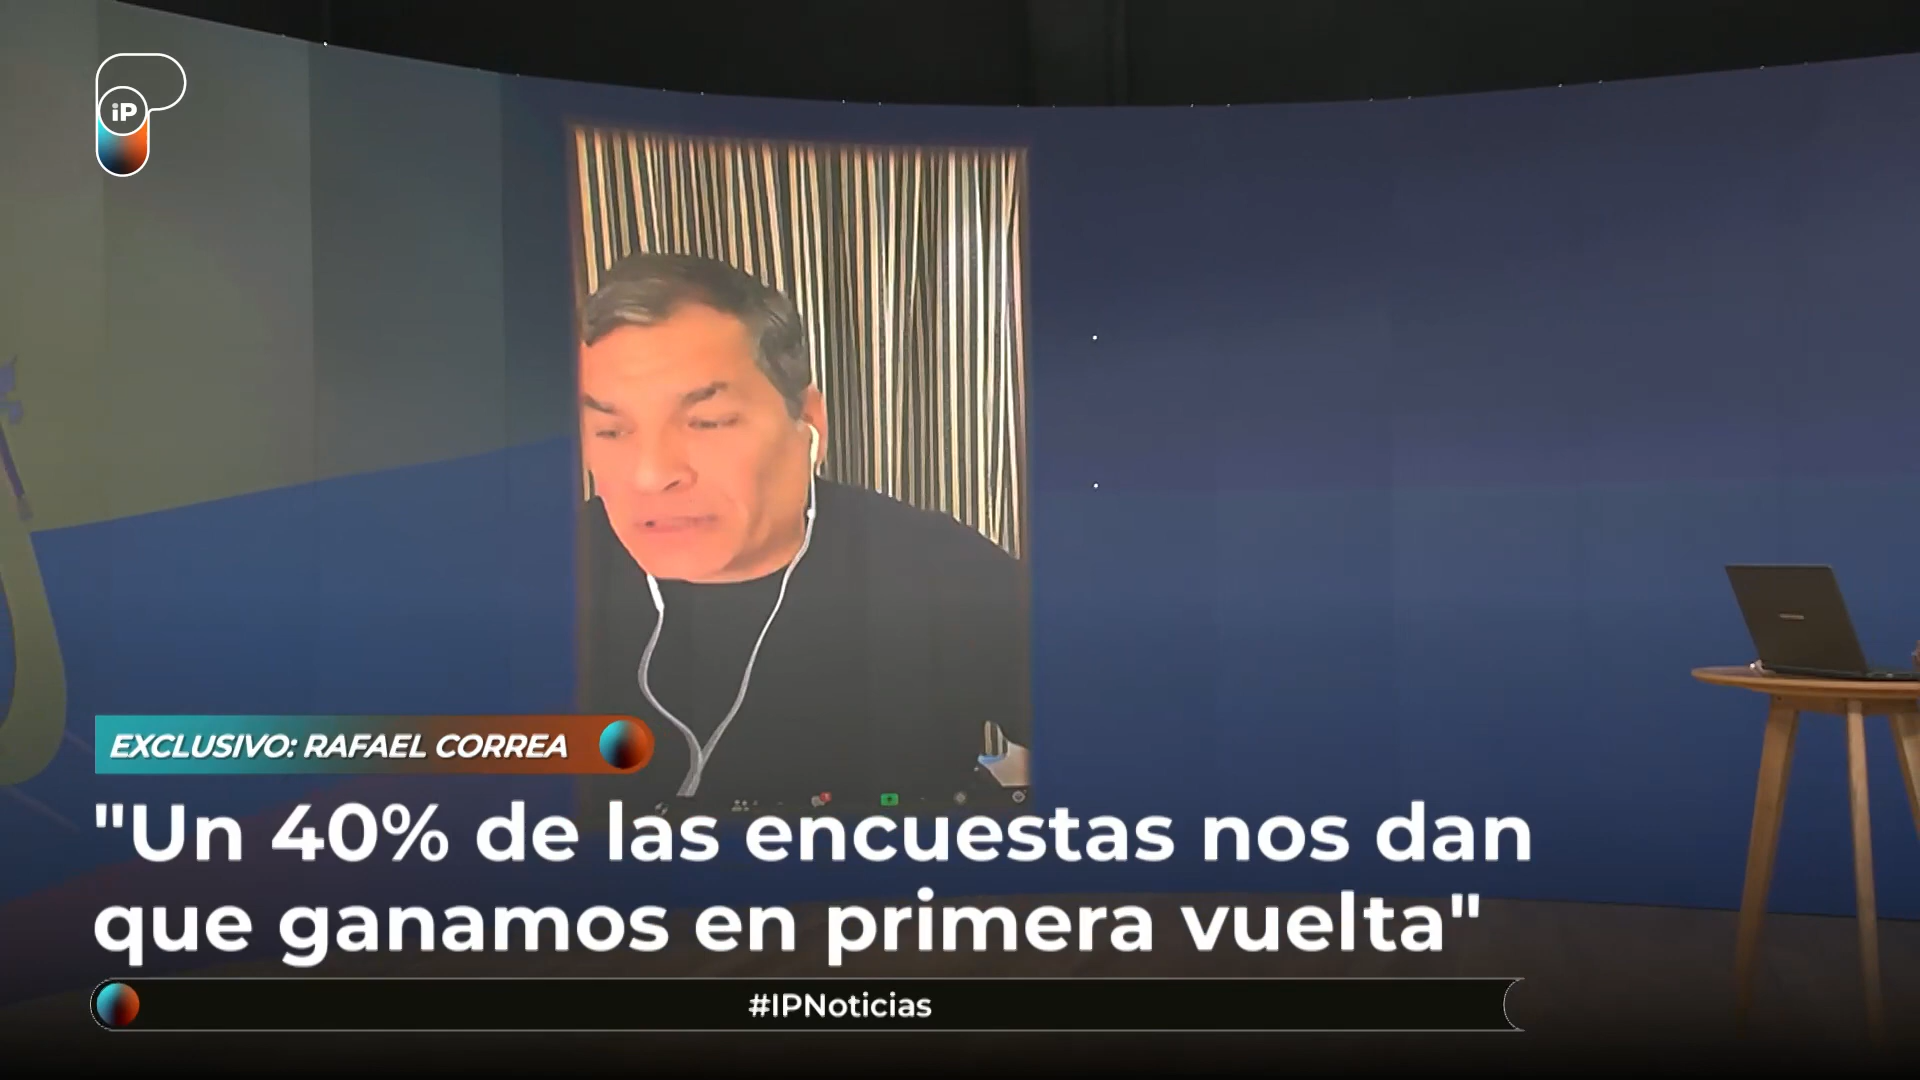 iP
EXCLUSIVO: RAFAEL CORREA
"Un 40% de las encuestas nos dan
que ganamos en primera vuelta"
#IPNoticias